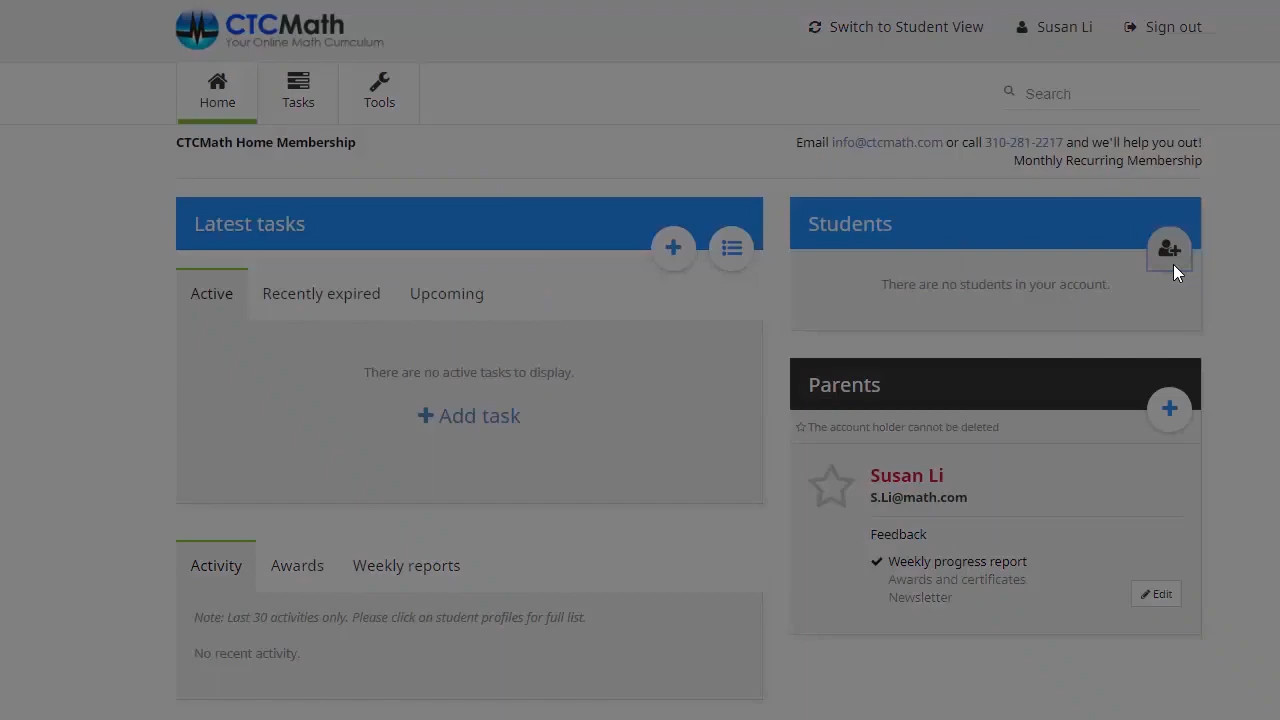 CTCMath
Your Online Math Curriculum
Switch to Student View
Susan Li
Sign out
Home
Tasks
Tools
Search
CTCMath Home Membership
Email info@ctcmath.com or call 310-281-2217 and we'll help you out!
Monthly Recurring Membership
Latest tasks
Students
Active
Recently expired
Upcoming
There are no students in your account.
There are no active tasks to display.
Add task
Parents
The account holder cannot be deleted
Susan Li
S.Li@math.com
Feedback
Weekly progress report
Awards and certificates
Newsletter
Edit
Activity
Awards
Weekly reports
Note: Last 30 activities only. Please click on student profiles for full list.
No recent activity.